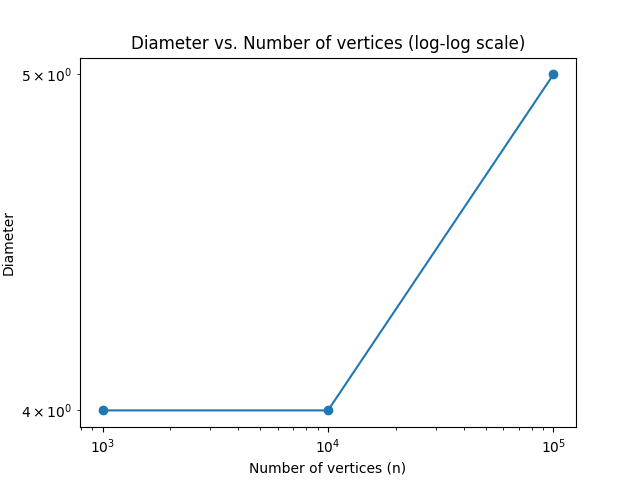 Diameter vs. Number of vertices (log-log scale)
Diameter
5 × 10⁰
4 × 10⁰
10³
10⁴
10⁵
Number of vertices (n)